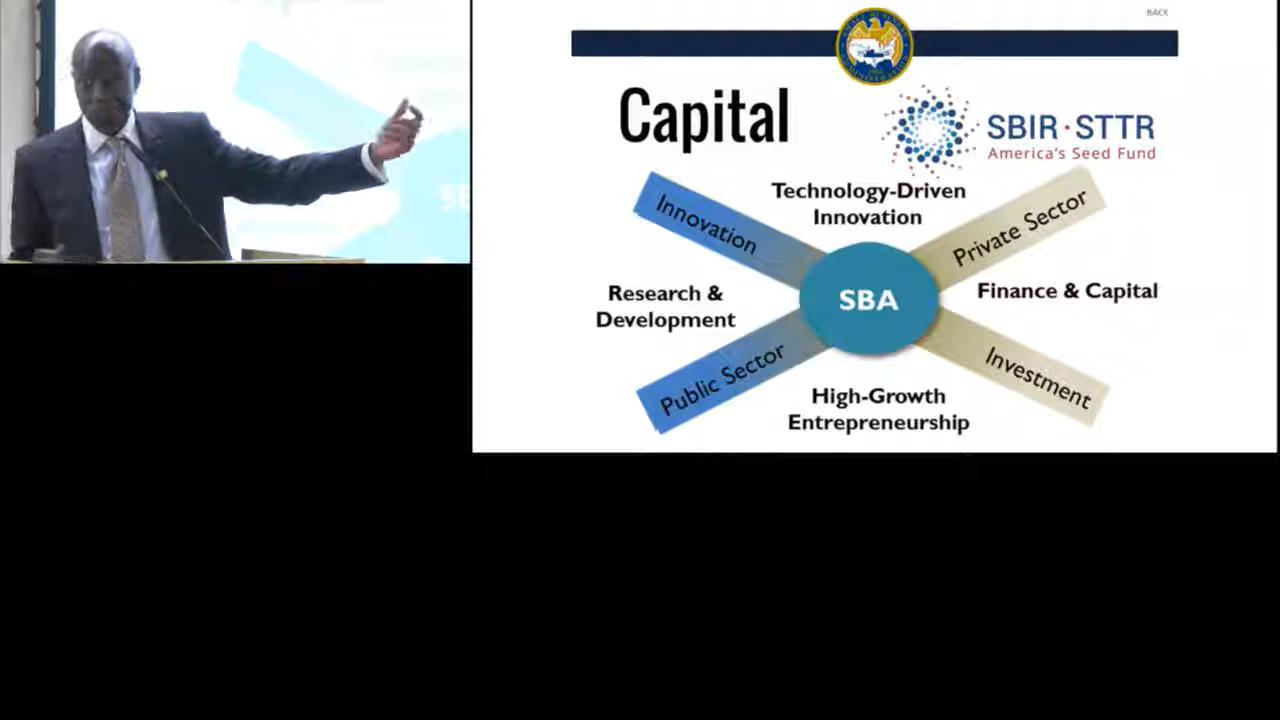 BACK
Capital
SBIR·STTR
America's Seed Fund
Technology-Driven
Innovation
Innovation
Private Sector
Research &
Development
SBA
Finance & Capital
Public Sector
Investment
High-Growth
Entrepreneurship